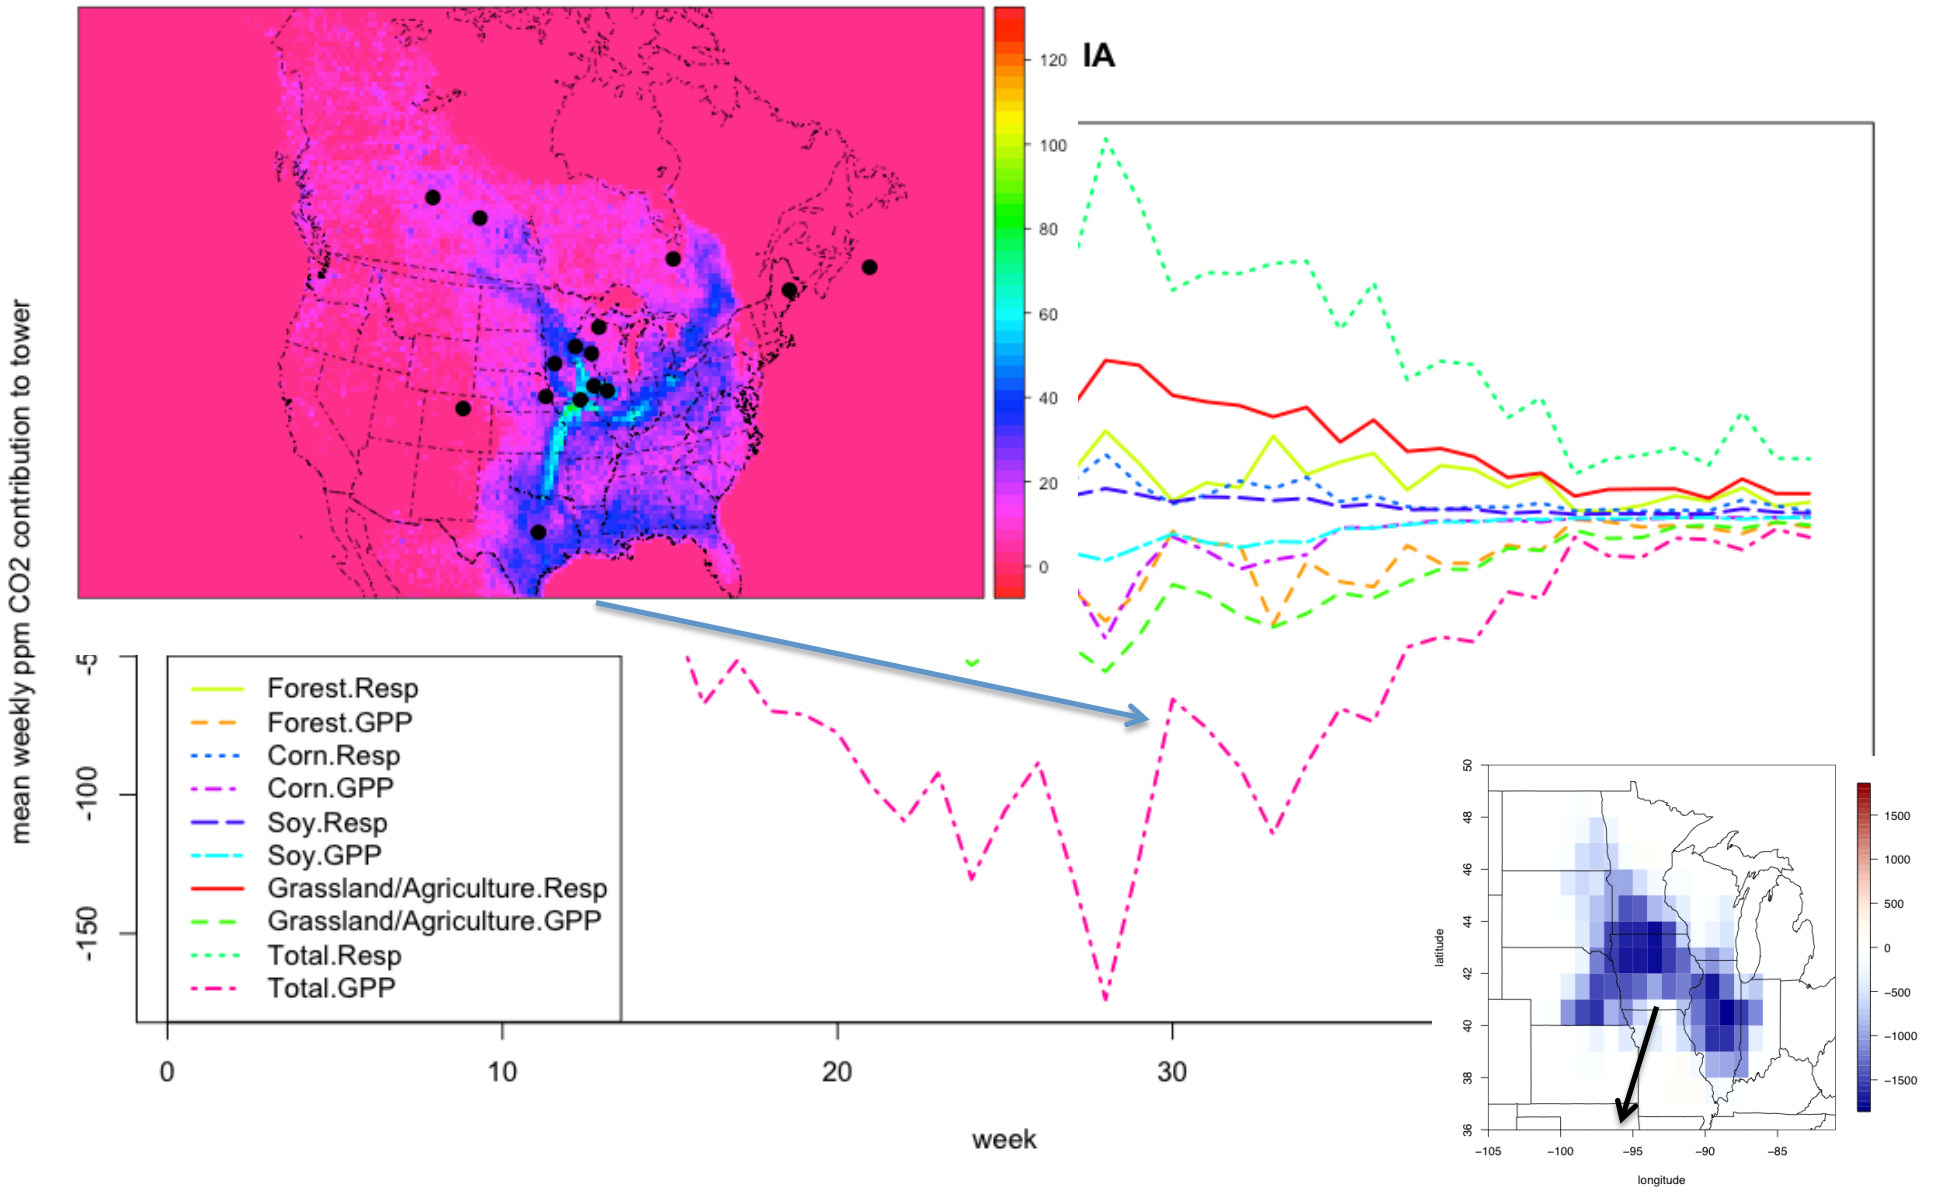 120
100
80
60
40
20
0
IA
mean weekly ppm CO2 contribution to tower
-5
-100
-150
Forest.Resp
Forest.GPP
Corn.Resp
Corn.GPP
Soy.Resp
Soy.GPP
Grassland/Agriculture.Resp
Grassland/Agriculture.GPP
Total.Resp
Total.GPP
0 10 20 30
week
50
48
46
44
42
40
38
36
latitude
-105 -100 -95 -90 -85
longitude
1500
1000
500
0
-500
-1000
-1500